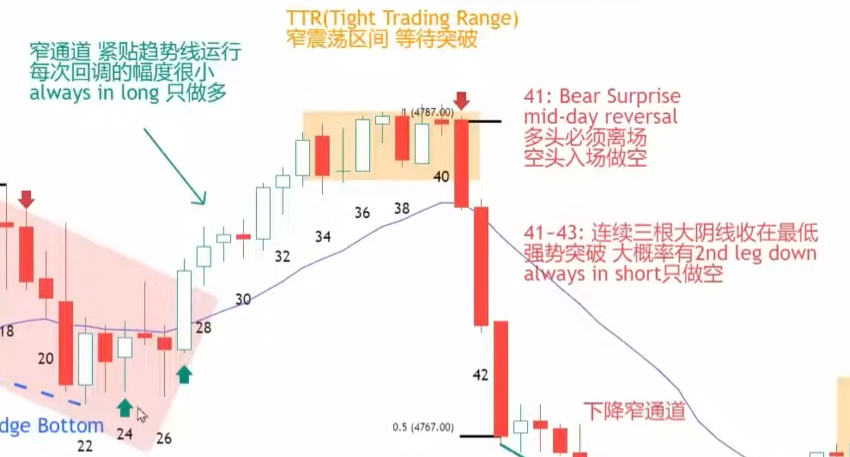 TTR(Tight Trading Range)
窄震荡区间 等待突破
窄通道 紧贴趋势线运行
每次回调的幅度很小
always in long 只做多
1 (4787.00)
41: Bear Surprise
mid-day reversal
多头必须离场
空头入场做空
41-43: 连续三根大阴线收在最低
强势突破 大概率有2nd leg down
always in short只做空
40
38
36
34
32
30
28
18
20
42
下降窄通道
0.5 (4767.00)
dge Bottom
22
24
26